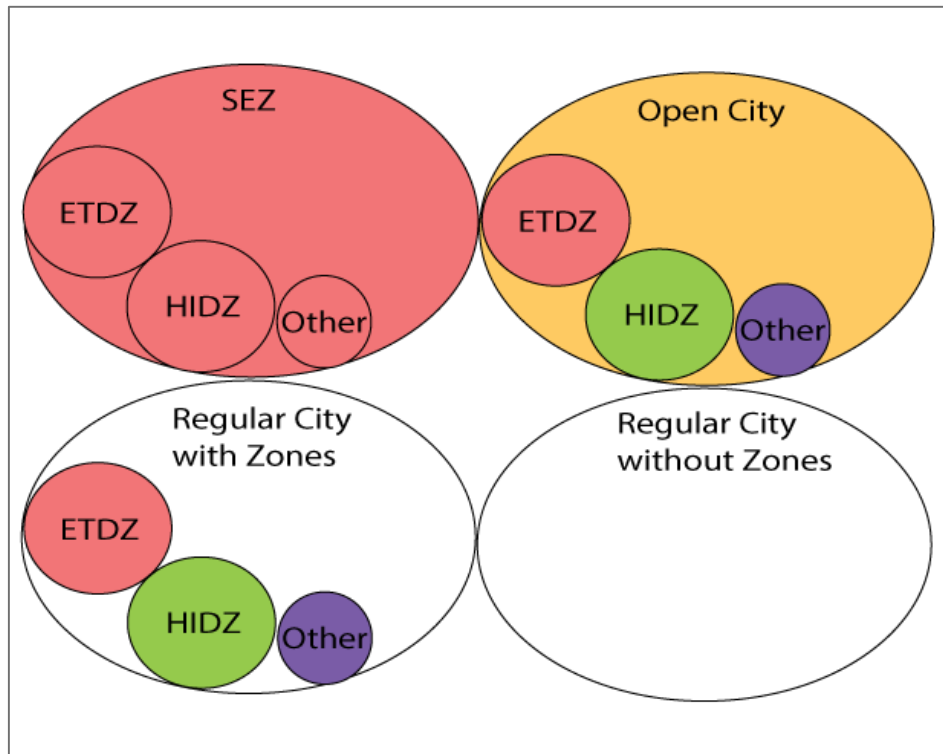 SEZ
ETDZ
HIDZ
Other
Open City
ETDZ
HIDZ
Other
Regular City
with Zones
ETDZ
HIDZ
Other
Regular City
without Zones